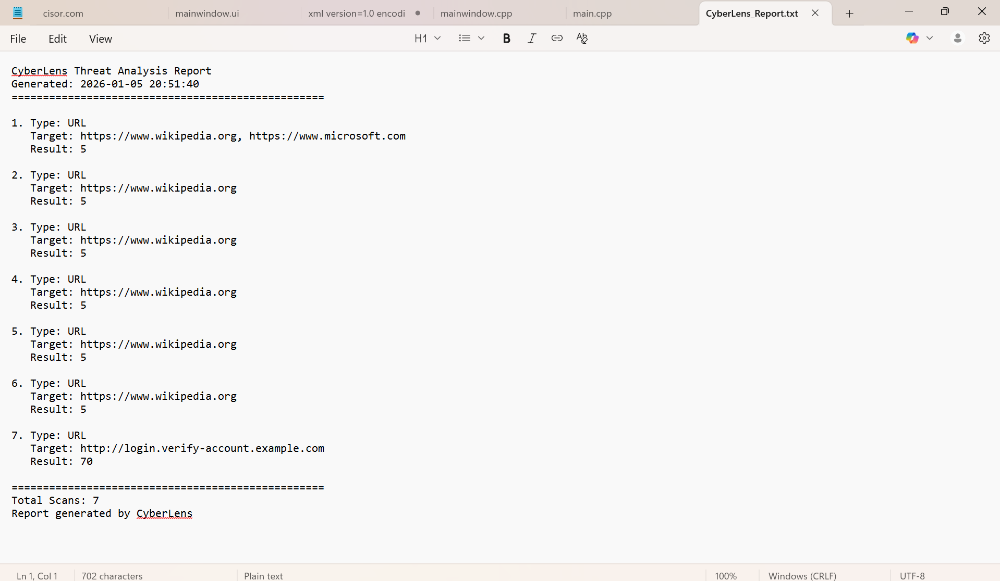 cisor.com
mainwindow.ui
xml version=1.0 encodi
mainwindow.cpp
main.cpp
CyberLens_Report.txt
File
Edit
View
H1
CyberLens Threat Analysis Report
Generated: 2026-01-05 20:51:40
==================================================
1. Type: URL
Target: https://www.wikipedia.org, https://www.microsoft.com
Result: 5
2. Type: URL
Target: https://www.wikipedia.org
Result: 5
3. Type: URL
Target: https://www.wikipedia.org
Result: 5
4. Type: URL
Target: https://www.wikipedia.org
Result: 5
5. Type: URL
Target: https://www.wikipedia.org
Result: 5
6. Type: URL
Target: https://www.wikipedia.org
Result: 5
7. Type: URL
Target: http://login.verify-account.example.com
Result: 70
==================================================
Total Scans: 7
Report generated by CyberLens
Ln 1, Col 1
702 characters
Plain text
100%
Windows (CRLF)
UTF-8